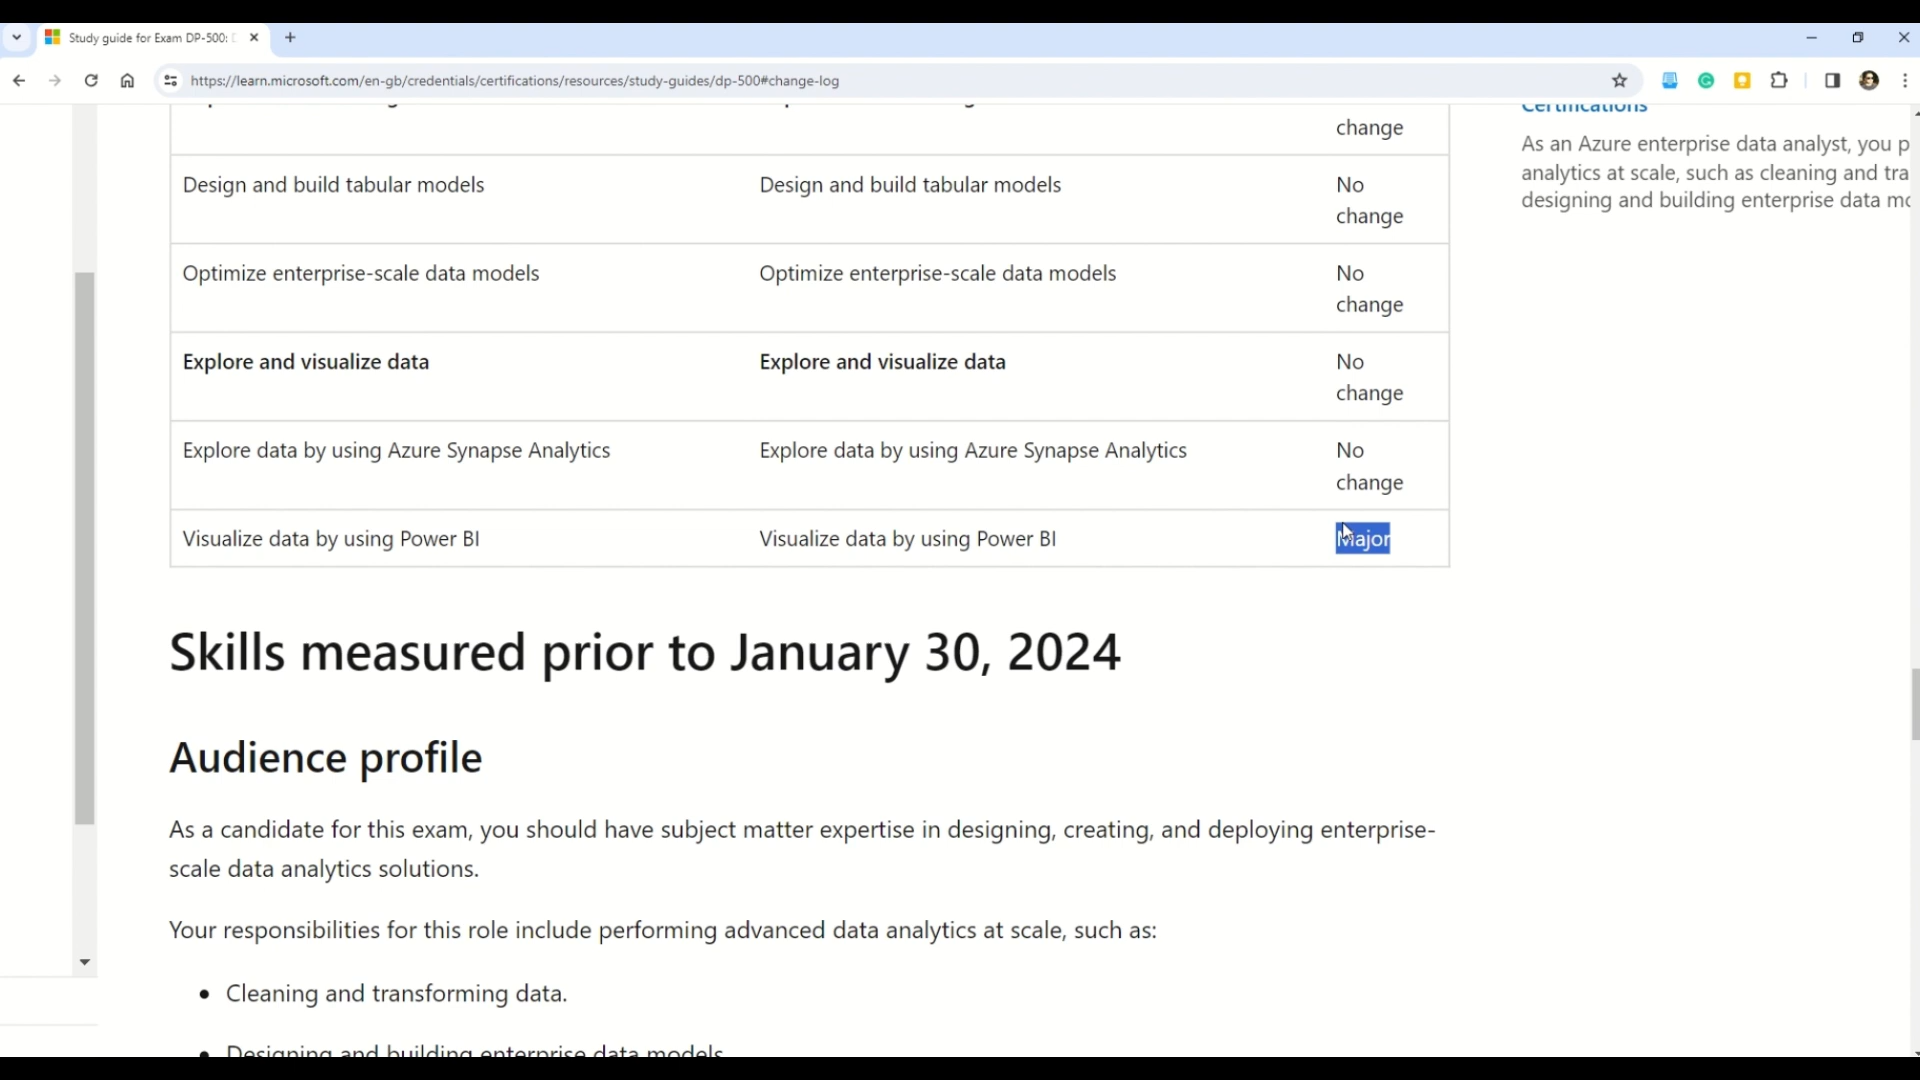 Study guide for Exam DP-500:
https://learn.microsoft.com/en-gb/credentials/certifications/resources/study-guides/dp-500#change-log
change
Design and build tabular models
Design and build tabular models
No
change
Optimize enterprise-scale data models
Optimize enterprise-scale data models
No
change
Explore and visualize data
Explore and visualize data
No
change
Explore data by using Azure Synapse Analytics
Explore data by using Azure Synapse Analytics
No
change
Visualize data by using Power BI
Visualize data by using Power BI
Major
Skills measured prior to January 30, 2024
Audience profile
As a candidate for this exam, you should have subject matter expertise in designing, creating, and deploying enterprise-
scale data analytics solutions.
Your responsibilities for this role include performing advanced data analytics at scale, such as:
• Cleaning and transforming data.
• Designing and building enterprise data models.
Certifications
As an Azure enterprise data analyst, you p
analytics at scale, such as cleaning and tra
designing and building enterprise data mo